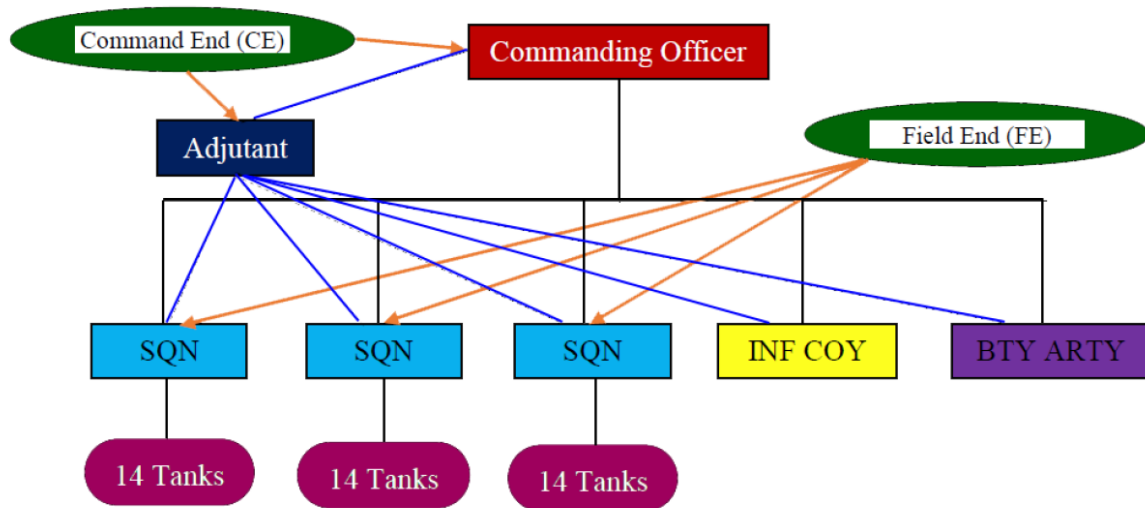 Command End (CE)
Commanding Officer
Adjutant
Field End (FE)
SQN
SQN
SQN
INF COY
BTY ARTY
14 Tanks
14 Tanks
14 Tanks